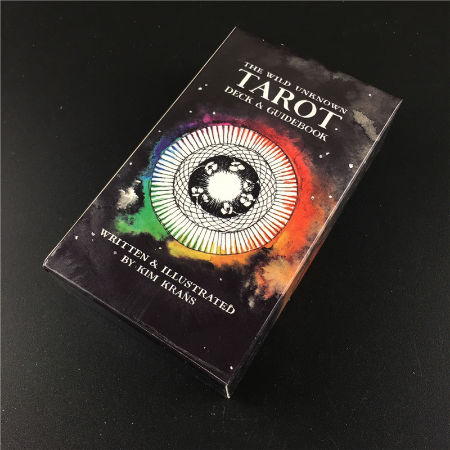 THE WILD UNKNOWN
TAROT
DECK & GUIDEBOOK
WRITTEN & ILLUSTRATED
BY KIM KRANS